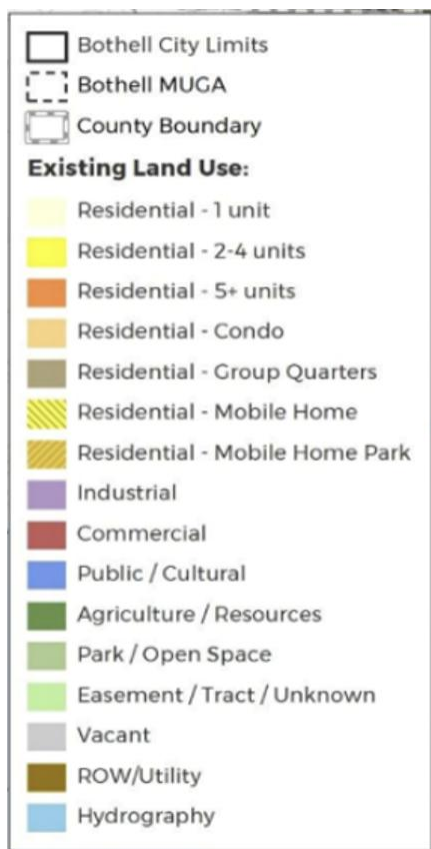 Bothell City Limits
Bothell MUGA
County Boundary
Existing Land Use:
Residential - 1 unit
Residential - 2-4 units
Residential - 5+ units
Residential - Condo
Residential - Group Quarters
Residential - Mobile Home
Residential - Mobile Home Park
Industrial
Commercial
Public / Cultural
Agriculture / Resources
Park / Open Space
Easement / Tract / Unknown
Vacant
ROW/Utility
Hydrography